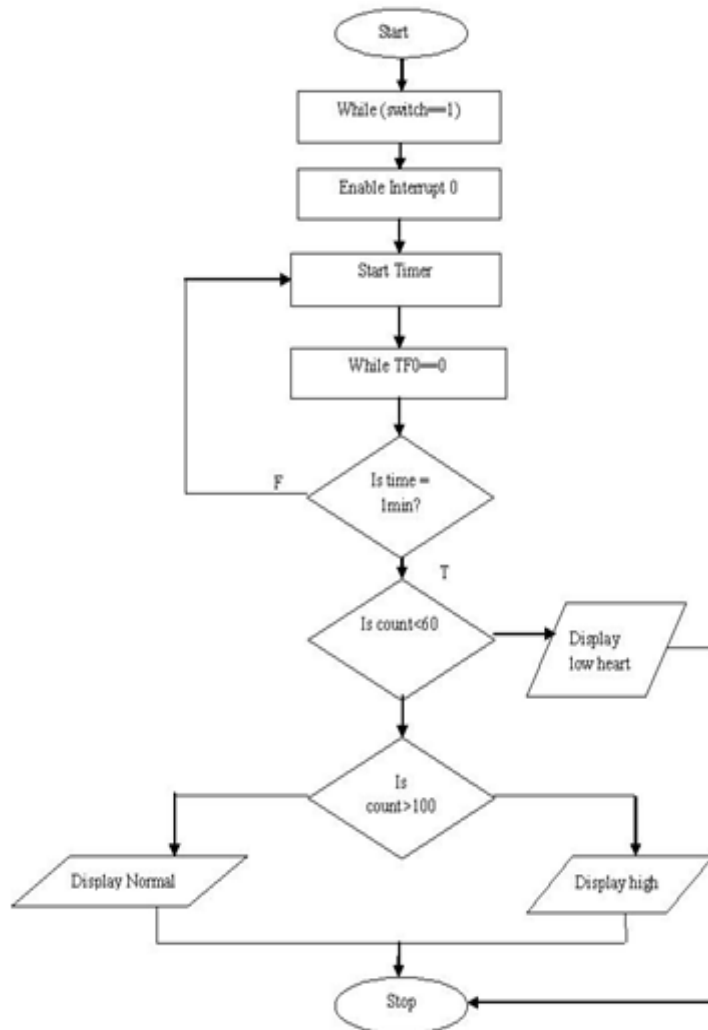 Start
While (switch==1)
Enable Interrupt 0
Start Timer
While TF0==0
F
Is time =
1min?
T
Is count<60
Display
low heart
Is
count>100
Display Normal
Display high
Stop